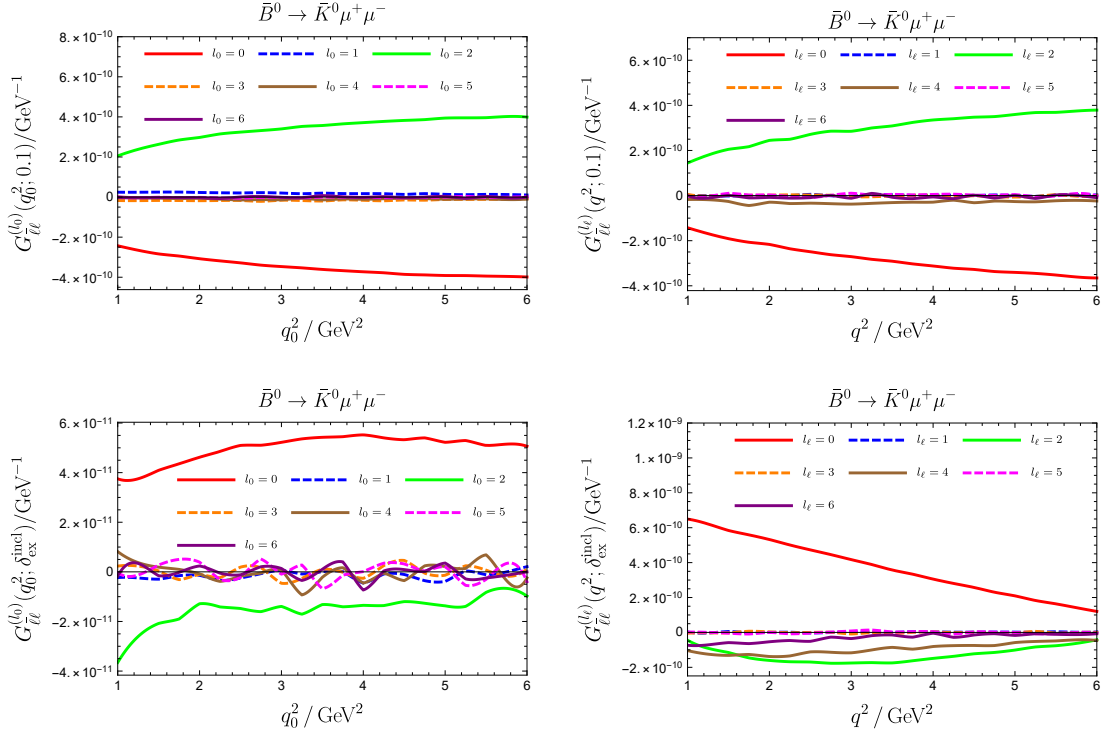 B̄⁰ → K̄⁰μ⁺μ⁻
G_ℓ̄ℓ^(l₀)(q₀²; 0.1)/GeV⁻¹
8. × 10⁻¹⁰
6. × 10⁻¹⁰
4. × 10⁻¹⁰
2. × 10⁻¹⁰
0
−2. × 10⁻¹⁰
−4. × 10⁻¹⁰
l₀ = 0 l₀ = 1 l₀ = 2
l₀ = 3 l₀ = 4 l₀ = 5
l₀ = 6
1 2 3 4 5 6
q₀² / GeV²
B̄⁰ → K̄⁰μ⁺μ⁻
G_ℓ̄ℓ^(l_ℓ)(q²; 0.1)/GeV⁻¹
6. × 10⁻¹⁰
4. × 10⁻¹⁰
2. × 10⁻¹⁰
0
−2. × 10⁻¹⁰
−4. × 10⁻¹⁰
l_ℓ = 0 l_ℓ = 1 l_ℓ = 2
l_ℓ = 3 l_ℓ = 4 l_ℓ = 5
l_ℓ = 6
1 2 3 4 5 6
q² / GeV²
B̄⁰ → K̄⁰μ⁺μ⁻
G_ℓ̄ℓ^(l₀)(q₀²; δ_ex^incl)/GeV⁻¹
6. × 10⁻¹¹
4. × 10⁻¹¹
2. × 10⁻¹¹
0
−2. × 10⁻¹¹
−4. × 10⁻¹¹
l₀ = 0 l₀ = 1 l₀ = 2
l₀ = 3 l₀ = 4 l₀ = 5
l₀ = 6
1 2 3 4 5 6
q₀² / GeV²
B̄⁰ → K̄⁰μ⁺μ⁻
G_ℓ̄ℓ^(l_ℓ)(q²; δ_ex^incl)/GeV⁻¹
1.2 × 10⁻⁹
1. × 10⁻⁹
8. × 10⁻¹⁰
6. × 10⁻¹⁰
4. × 10⁻¹⁰
2. × 10⁻¹⁰
0
−2. × 10⁻¹⁰
l_ℓ = 0 l_ℓ = 1 l_ℓ = 2
l_ℓ = 3 l_ℓ = 4 l_ℓ = 5
l_ℓ = 6
1 2 3 4 5 6
q² / GeV²